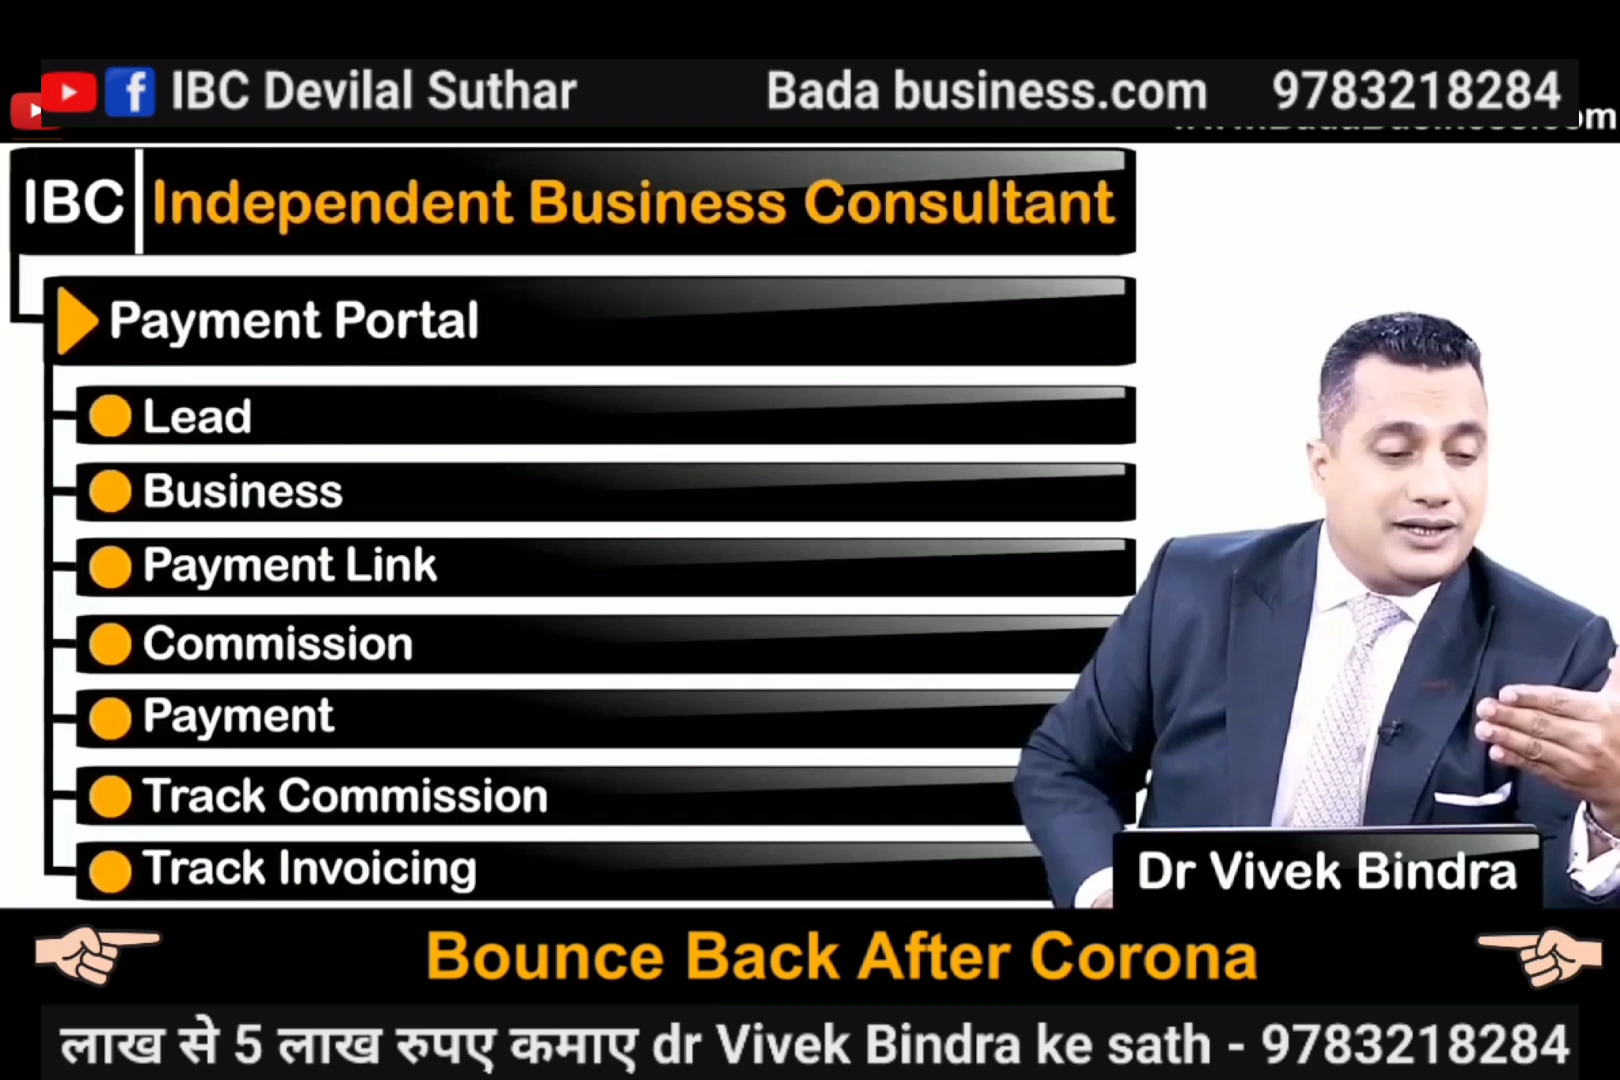 IBC Devilal Suthar Bada business.com 9783218284
IBC Independent Business Consultant
Payment Portal
Lead
Business
Payment Link
Commission
Payment
Track Commission
Track Invoicing
Dr Vivek Bindra
Bounce Back After Corona
लाख से 5 लाख रुपए कमाए dr Vivek Bindra ke sath - 9783218284